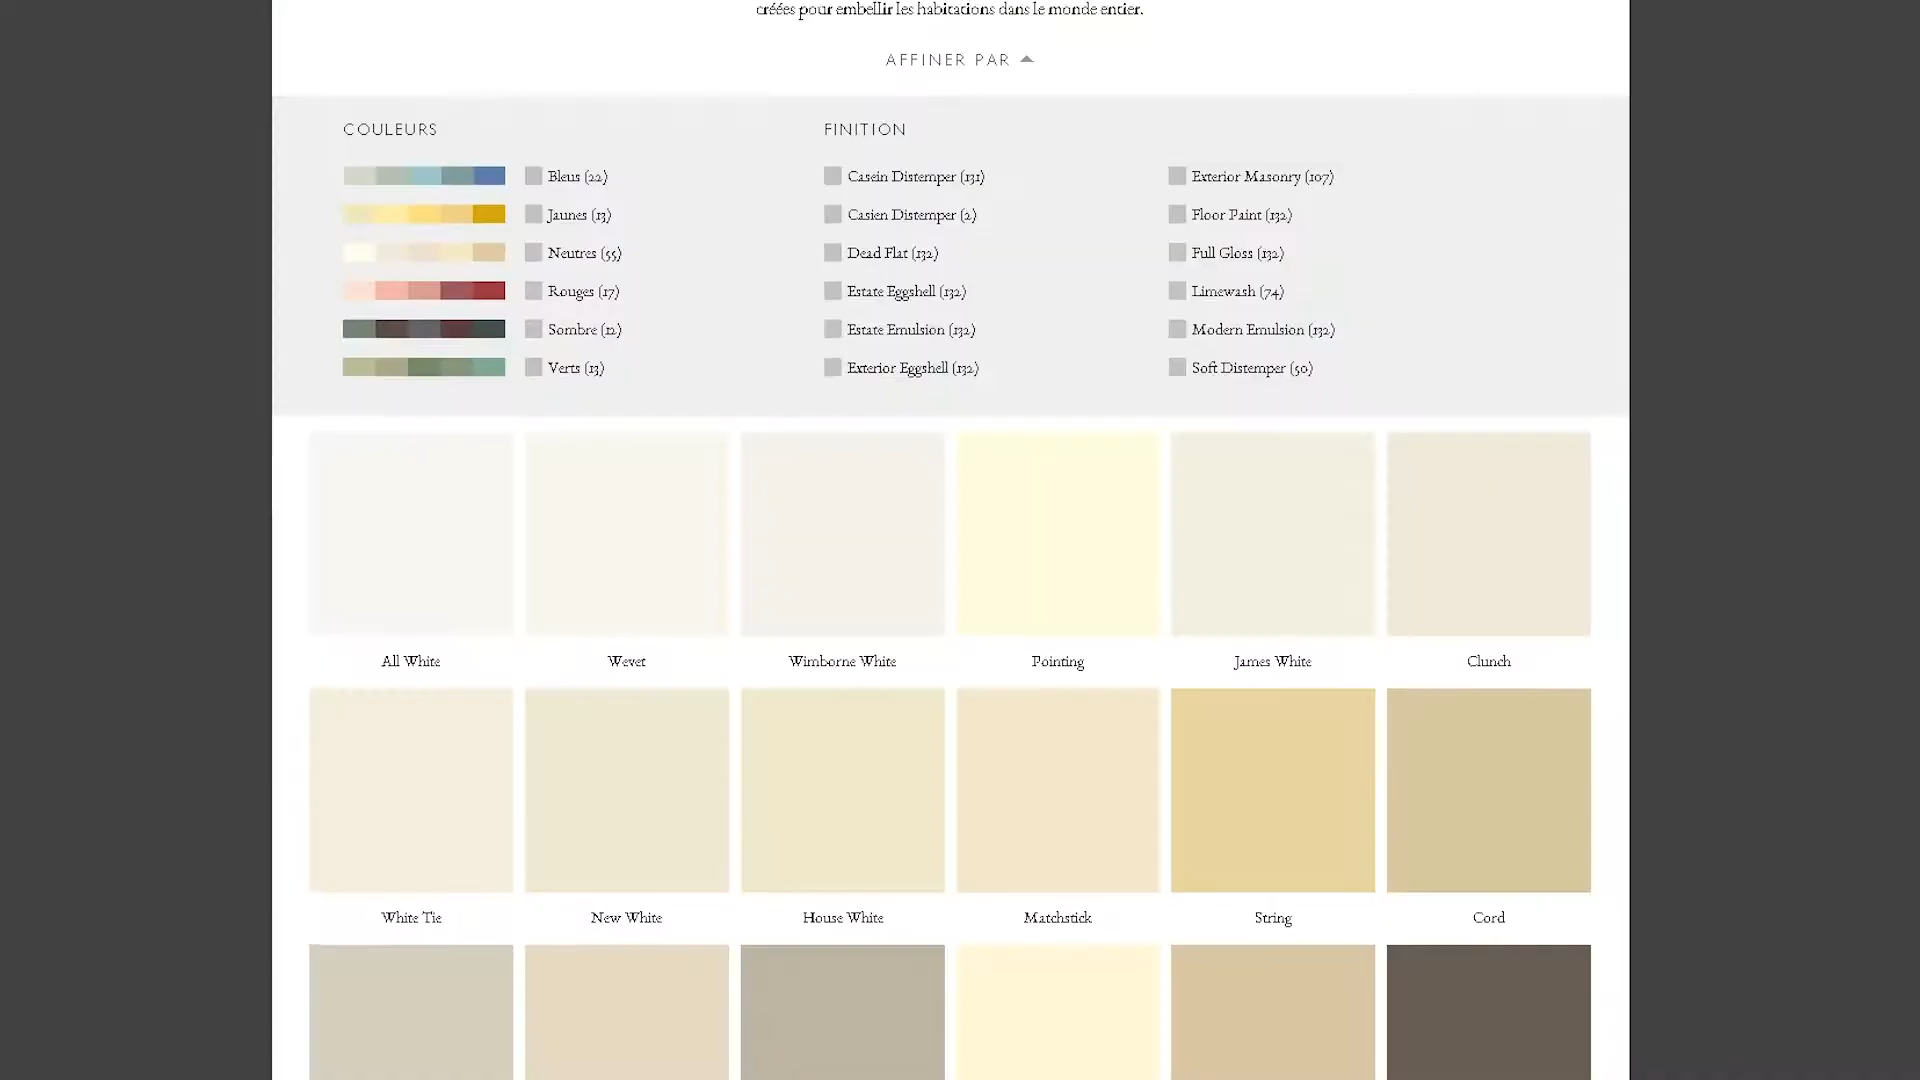 créées pour embellir les habitations dans le monde entier.
AFFINER PAR
COULEURS
Bleus (22)
Jaunes (13)
Neutres (55)
Rouges (17)
Sombre (12)
Verts (13)
FINITION
Casein Distemper (131)
Casien Distemper (2)
Dead Flat (132)
Estate Eggshell (132)
Estate Emulsion (132)
Exterior Eggshell (132)
Exterior Masonry (107)
Floor Paint (132)
Full Gloss (132)
Limewash (74)
Modern Emulsion (132)
Soft Distemper (50)
All White
Wevet
Wimborne White
Pointing
James White
Clunch
White Tie
New White
House White
Matchstick
String
Cord